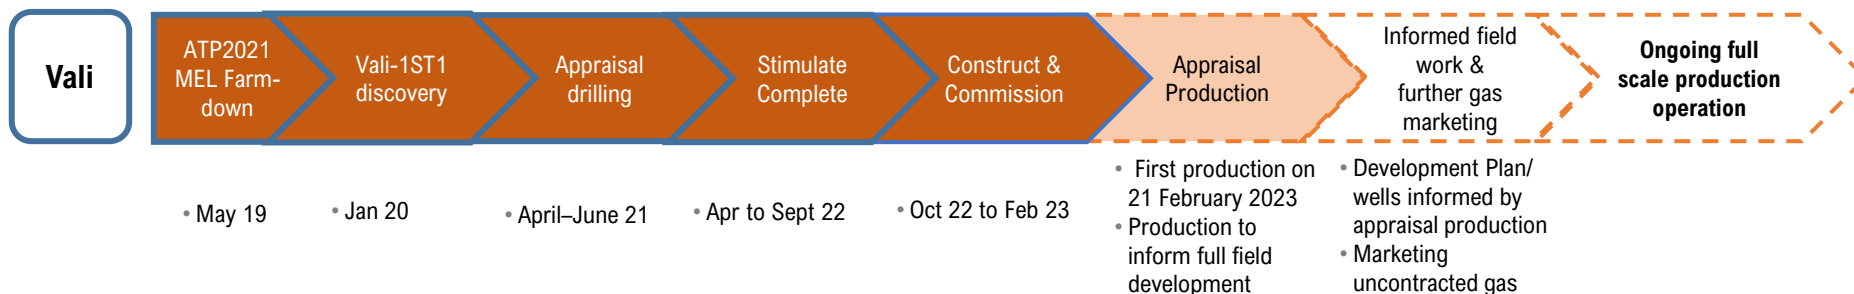 Vali
ATP2021
MEL Farm-
down
Vali-1ST1
discovery
Appraisal
drilling
Stimulate
Complete
Construct &
Commission
Appraisal
Production
Informed field
work &
further gas
marketing
Ongoing full
scale production
operation
• May 19
• Jan 20
• April–June 21
• Apr to Sept 22
• Oct 22 to Feb 23
• First production on
21 February 2023
• Production to
inform full field
development
• Development Plan/
wells informed by
appraisal production
• Marketing
uncontracted gas